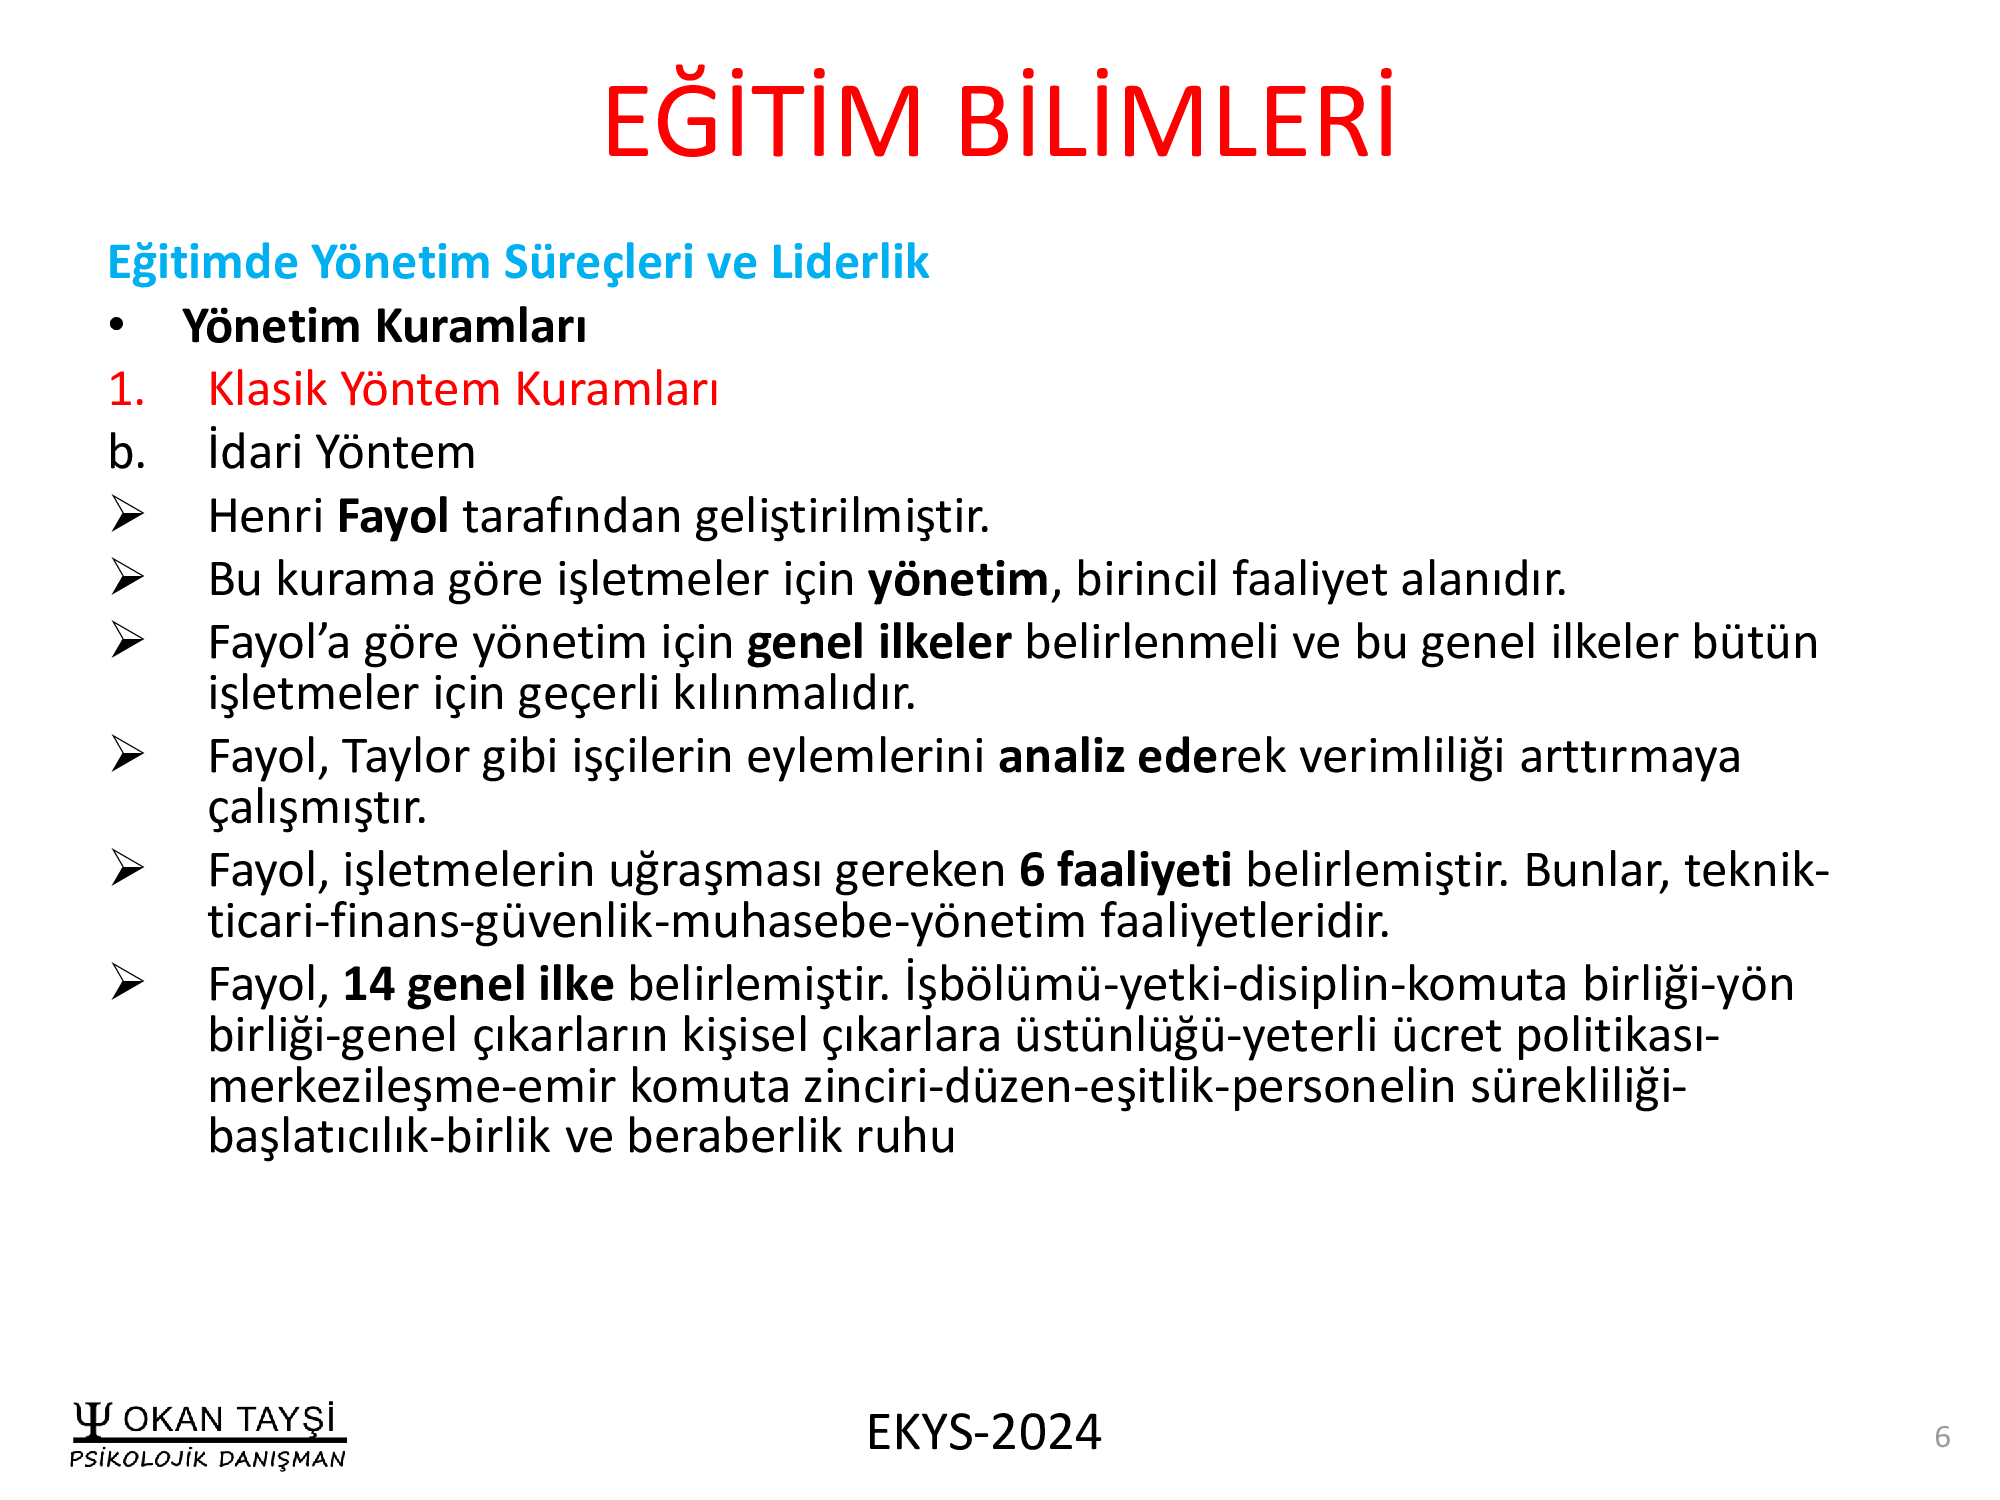 EĞİTİM BİLİMLERİ
Eğitimde Yönetim Süreçleri ve Liderlik
• Yönetim Kuramları
1. Klasik Yöntem Kuramları
b. İdari Yöntem
➢ Henri Fayol tarafından geliştirilmiştir.
➢ Bu kurama göre işletmeler için yönetim, birincil faaliyet alanıdır.
➢ Fayol’a göre yönetim için genel ilkeler belirlenmeli ve bu genel ilkeler bütün
işletmeler için geçerli kılınmalıdır.
➢ Fayol, Taylor gibi işçilerin eylemlerini analiz ederek verimliliği arttırmaya
çalışmıştır.
➢ Fayol, işletmelerin uğraşması gereken 6 faaliyeti belirlemiştir. Bunlar, teknik-
ticari-finans-güvenlik-muhasebe-yönetim faaliyetleridir.
➢ Fayol, 14 genel ilke belirlemiştir. İşbölümü-yetki-disiplin-komuta birliği-yön
birliği-genel çıkarların kişisel çıkarlara üstünlüğü-yeterli ücret politikası-
merkezileşme-emir komuta zinciri-düzen-eşitlik-personelin sürekliliği-
başlatıcılık-birlik ve beraberlik ruhu
Ψ OKAN TAYŞİ
PSİKOLOJİK DANIŞMAN
EKYS-2024
6